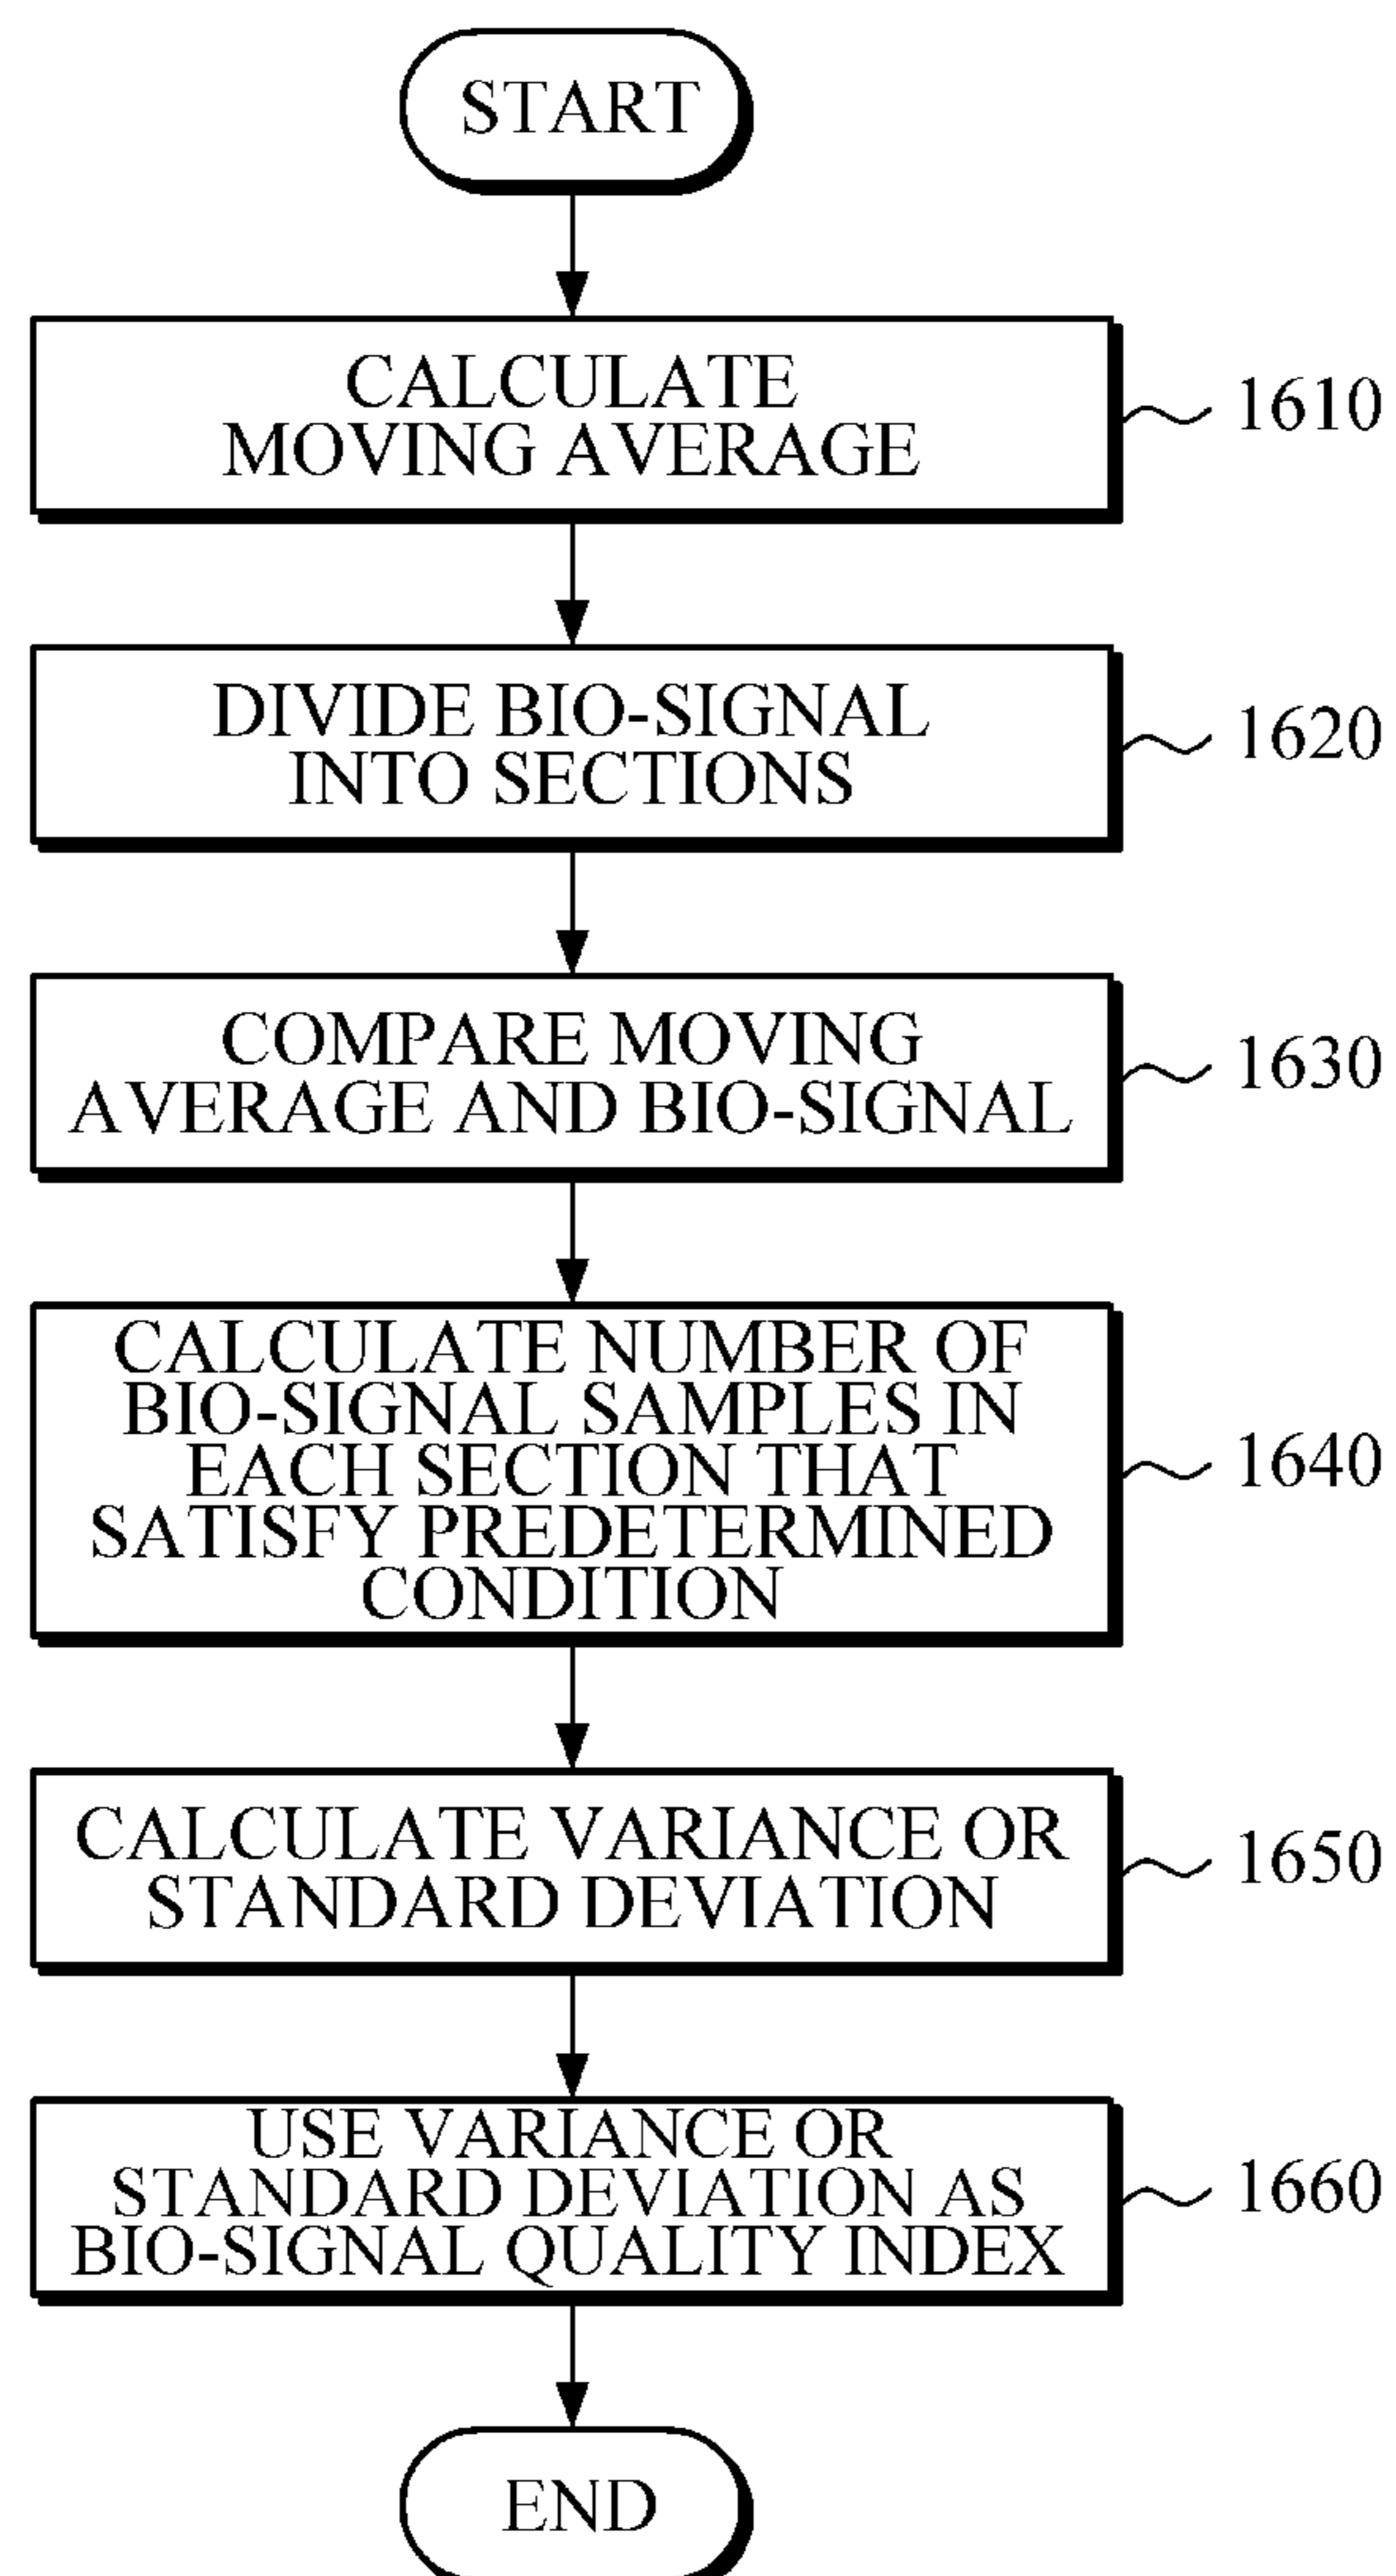 START
CALCULATE
MOVING AVERAGE
1610
DIVIDE BIO-SIGNAL
INTO SECTIONS
1620
COMPARE MOVING
AVERAGE AND BIO-SIGNAL
1630
CALCULATE NUMBER OF
BIO-SIGNAL SAMPLES IN
EACH SECTION THAT
SATISFY PREDETERMINED
CONDITION
1640
CALCULATE VARIANCE OR
STANDARD DEVIATION
1650
USE VARIANCE OR
STANDARD DEVIATION AS
BIO-SIGNAL QUALITY INDEX
1660
END